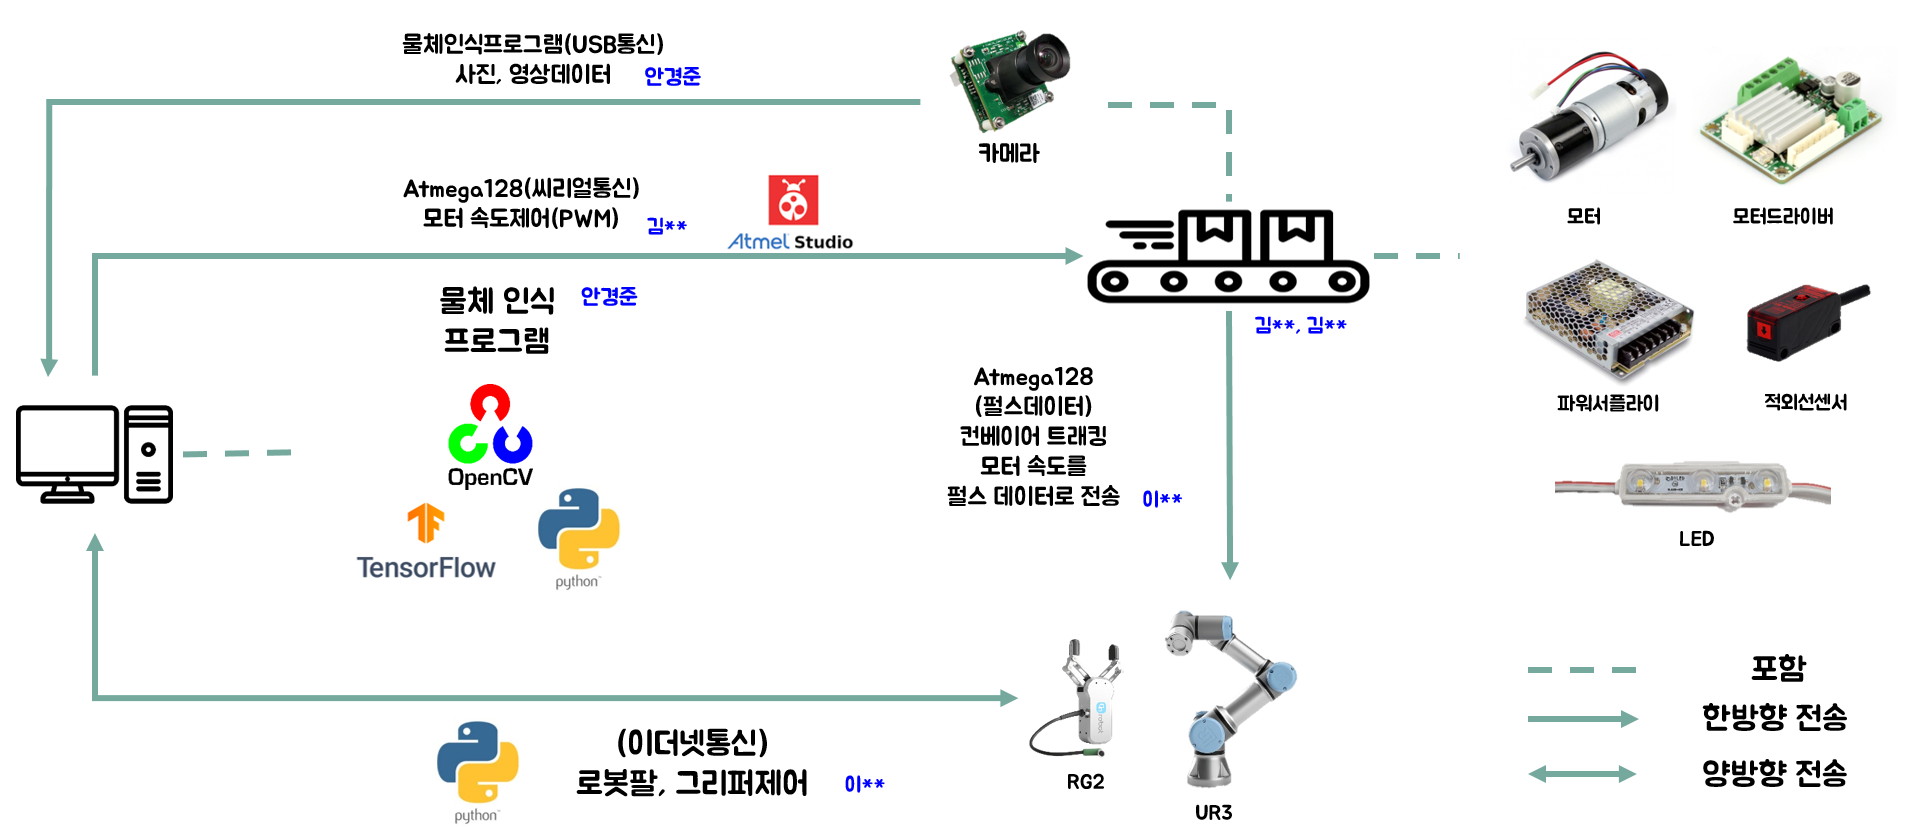 물체인식프로그램(USB통신)
사진, 영상데이터 안경준
카메라
Atmega128(씨리얼통신)
모터 속도제어(PWM) 김**
Atmel Studio
물체 인식 안경준
프로그램
OpenCV
TensorFlow
python
김**, 김**
Atmega128
(펄스데이터)
컨베이어 트래킹
모터 속도를
펄스 데이터로 전송 이**
모터
모터드라이버
파워서플라이
적외선센서
LED
python
(이더넷통신)
로봇팔, 그리퍼제어 이**
RG2
UR3
포함
한방향 전송
양방향 전송